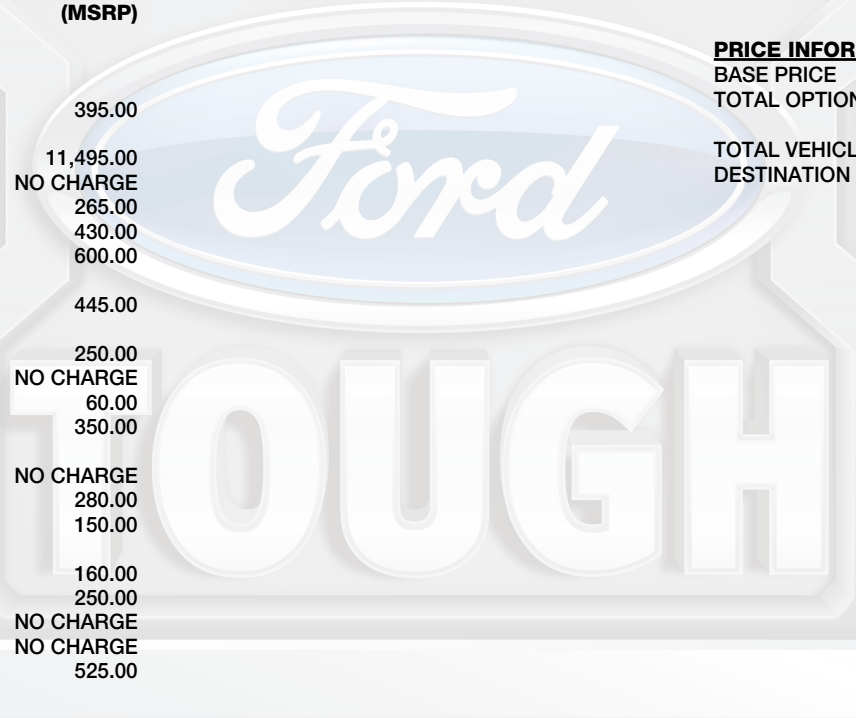 (MSRP)
395.00
11,495.00
NO CHARGE
265.00
430.00
600.00
445.00
250.00
NO CHARGE
60.00
350.00
NO CHARGE
280.00
150.00
160.00
250.00
NO CHARGE
NO CHARGE
525.00
PRICE INFOR
BASE PRICE
TOTAL OPTION
TOTAL VEHICL
DESTINATION
Ford
TOUGH